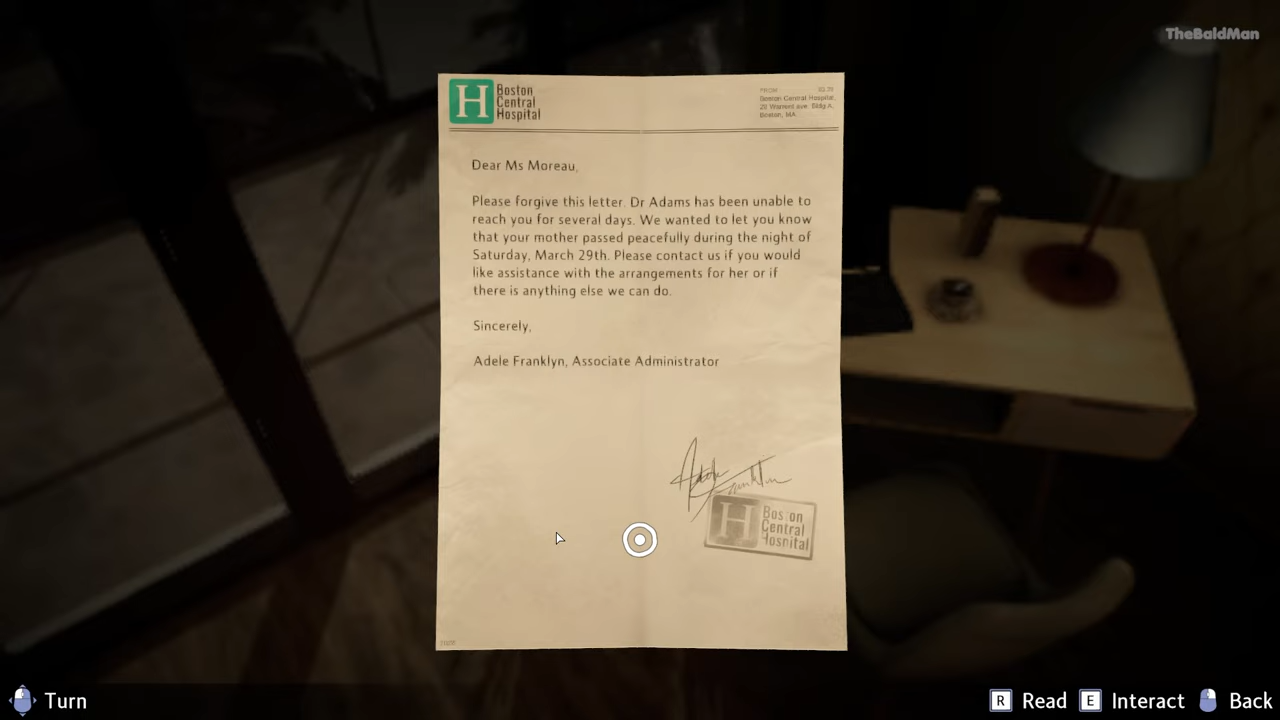 TheBaldMan
H Boston
Central
Hospital
FROM
Boston Central Hospital,
Boston, MA
Dear Ms Moreau,
Please forgive this letter. Dr Adams has been unable to
reach you for several days. We wanted to let you know
that your mother passed peacefully during the night of
Saturday, March 29th. Please contact us if you would
like assistance with the arrangements for her or if
there is anything else we can do.
Sincerely,
Adele Franklyn, Associate Administrator
Adele
Franklin
H Boston
Central
Hospital
Turn
R Read E Interact Back